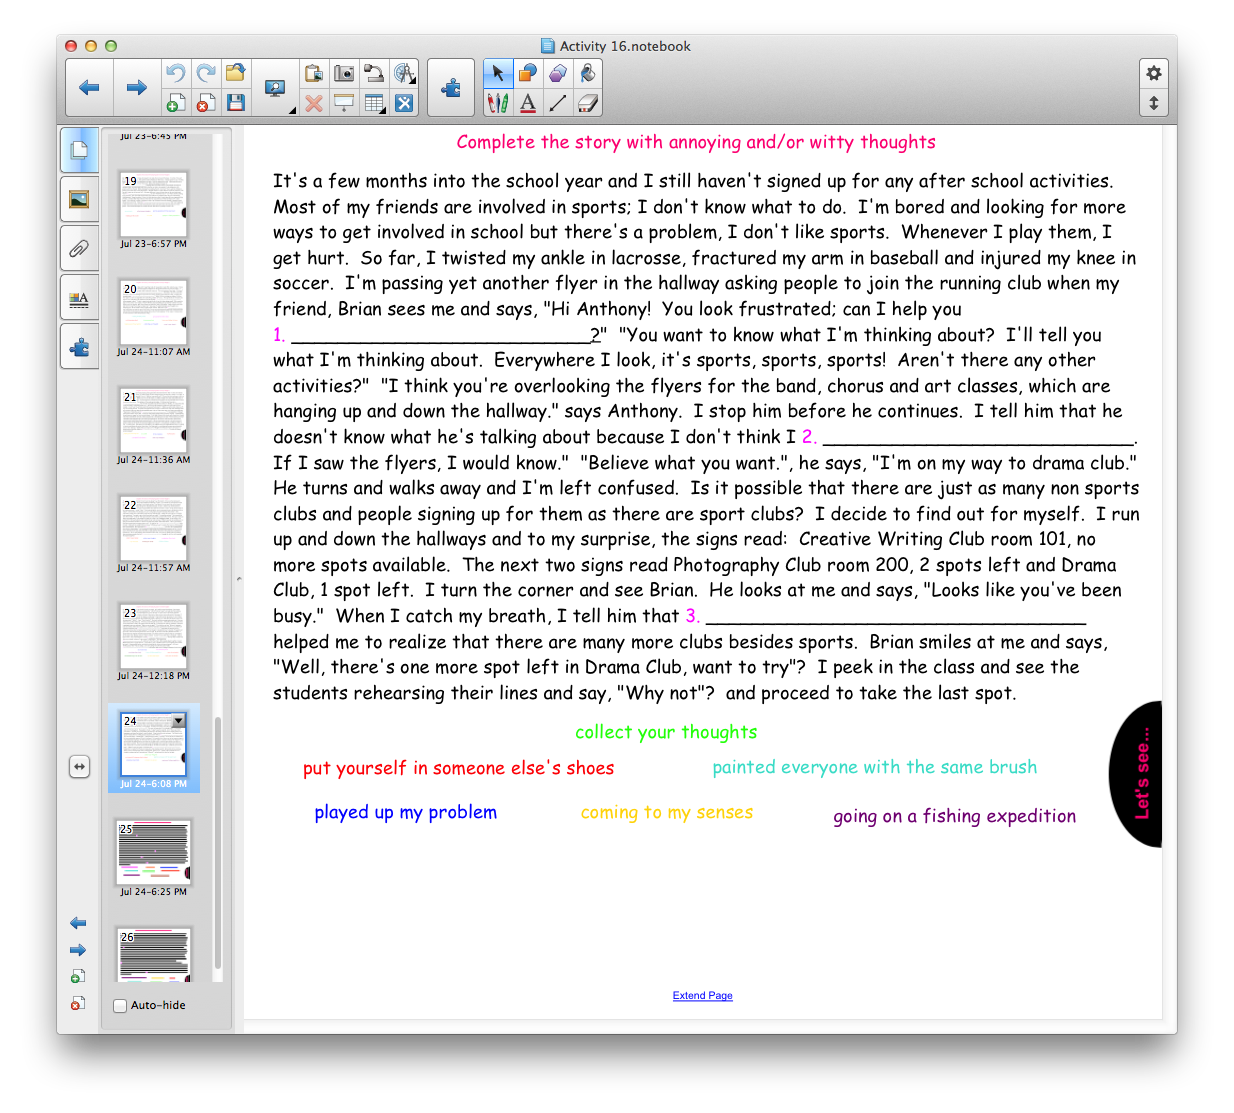 Activity 16.notebook
Jul 23-6:45 PM
19
Jul 23-6:57 PM
20
Jul 24-11:07 AM
21
Jul 24-11:36 AM
22
Jul 24-11:57 AM
23
Jul 24-12:18 PM
24
Jul 24-6:08 PM
25
Jul 24-6:25 PM
26
Auto-hide
Complete the story with annoying and/or witty thoughts
It's a few months into the school year and I still haven't signed up for any after school activities.
Most of my friends are involved in sports; I don't know what to do. I'm bored and looking for more
ways to get involved in school but there's a problem, I don't like sports. Whenever I play them, I
get hurt. So far, I twisted my ankle in lacrosse, fractured my arm in baseball and injured my knee in
soccer. I'm passing yet another flyer in the hallway asking people to join the running club when my
friend, Brian sees me and says, "Hi Anthony! You look frustrated; can I help you
1. ______________________________?" "You want to know what I'm thinking about? I'll tell you
what I'm thinking about. Everywhere I look, it's sports, sports, sports! Aren't there any other
activities?" "I think you're overlooking the flyers for the band, chorus and art classes, which are
hanging up and down the hallway." says Anthony. I stop him before he continues. I tell him that he
doesn't know what he's talking about because I don't think I 2. _______________________________.
If I saw the flyers, I would know." "Believe what you want.", he says, "I'm on my way to drama club."
He turns and walks away and I'm left confused. Is it possible that there are just as many non sports
clubs and people signing up for them as there are sport clubs? I decide to find out for myself. I run
up and down the hallways and to my surprise, the signs read: Creative Writing Club room 101, no
more spots available. The next two signs read Photography Club room 200, 2 spots left and Drama
Club, 1 spot left. I turn the corner and see Brian. He looks at me and says, "Looks like you've been
busy." When I catch my breath, I tell him that 3. ______________________________________
helped me to realize that there are many more clubs besides sports. Brian smiles at me and says,
"Well, there's one more spot left in Drama Club, want to try"? I peek in the class and see the
students rehearsing their lines and say, "Why not"? and proceed to take the last spot.
collect your thoughts
put yourself in someone else's shoes
painted everyone with the same brush
played up my problem
coming to my senses
going on a fishing expedition
Let's see...
Extend Page